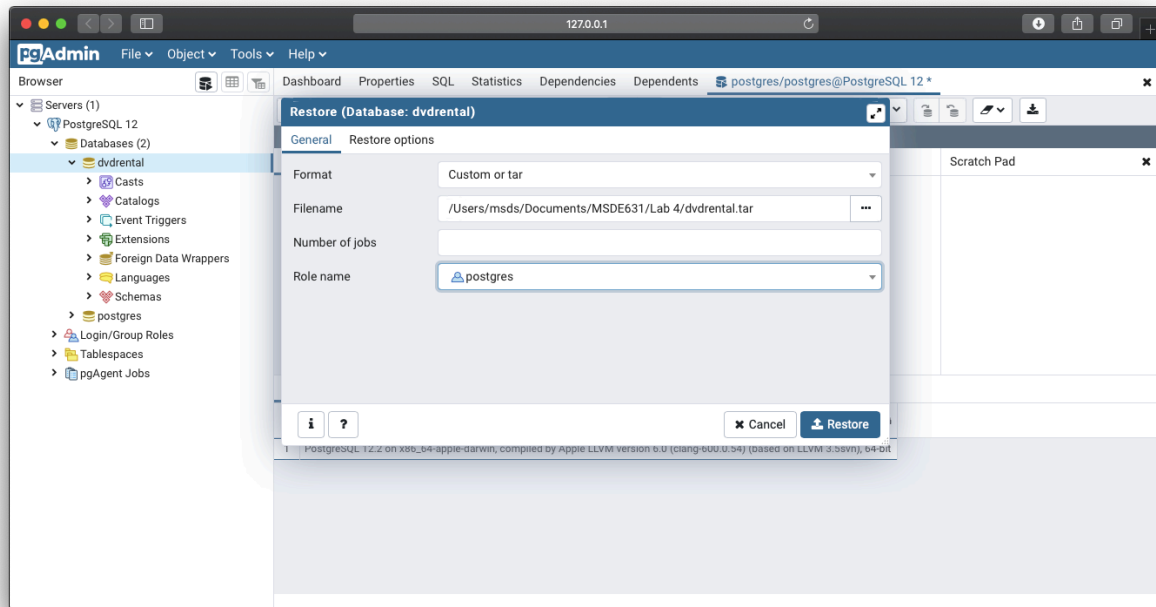 127.0.0.1
pgAdmin File Object Tools Help
Browser
Dashboard Properties SQL Statistics Dependencies Dependents postgres/postgres@PostgreSQL 12 *
Servers (1)
PostgreSQL 12
Databases (2)
dvdrental
Casts
Catalogs
Event Triggers
Extensions
Foreign Data Wrappers
Languages
Schemas
postgres
Login/Group Roles
Tablespaces
pgAgent Jobs
Restore (Database: dvdrental)
General Restore options
Format Custom or tar
Filename /Users/msds/Documents/MSDE631/Lab 4/dvdrental.tar
Number of jobs
Role name postgres
i ? Cancel Restore
Scratch Pad
1 PostgreSQL 12.2 on x86_64-apple-darwin, compiled by Apple LLVM version 6.0 (clang-600.0.54) (based on LLVM 3.5svn), 64-bit